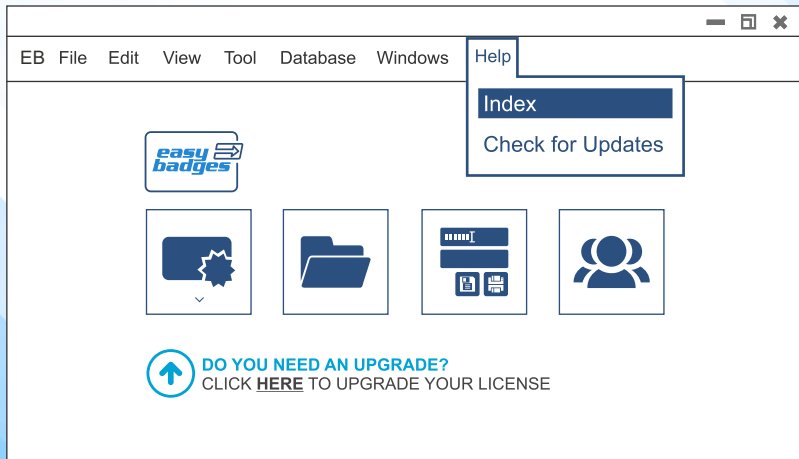 EB File Edit View Tool Database Windows Help
Index
Check for Updates
easy
badges
DO YOU NEED AN UPGRADE?
CLICK HERE TO UPGRADE YOUR LICENSE